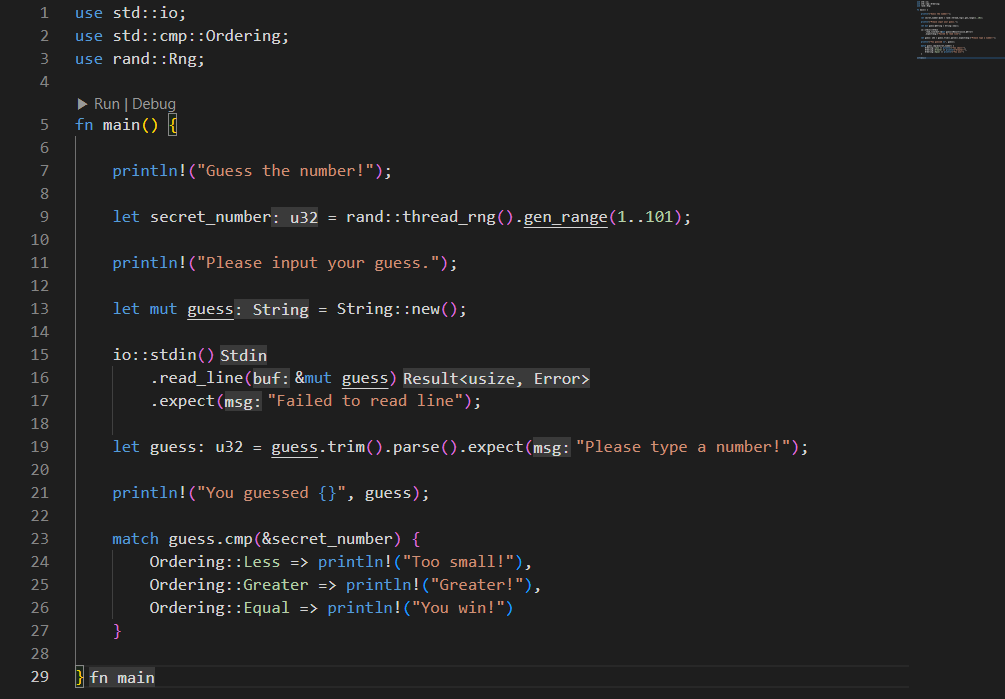 1 use std::io;
2 use std::cmp::Ordering;
3 use rand::Rng;
4
▶ Run | Debug
5 fn main() {
6
7 println!("Guess the number!");
8
9 let secret_number: u32 = rand::thread_rng().gen_range(1..101);
10
11 println!("Please input your guess.");
12
13 let mut guess: String = String::new();
14
15 io::stdin() Stdin
16 .read_line(buf: &mut guess) Result<usize, Error>
17 .expect(msg: "Failed to read line");
18
19 let guess: u32 = guess.trim().parse().expect(msg: "Please type a number!");
20
21 println!("You guessed {}", guess);
22
23 match guess.cmp(&secret_number) {
24 Ordering::Less => println!("Too small!"),
25 Ordering::Greater => println!("Greater!"),
26 Ordering::Equal => println!("You win!")
27 }
28
29 } fn main